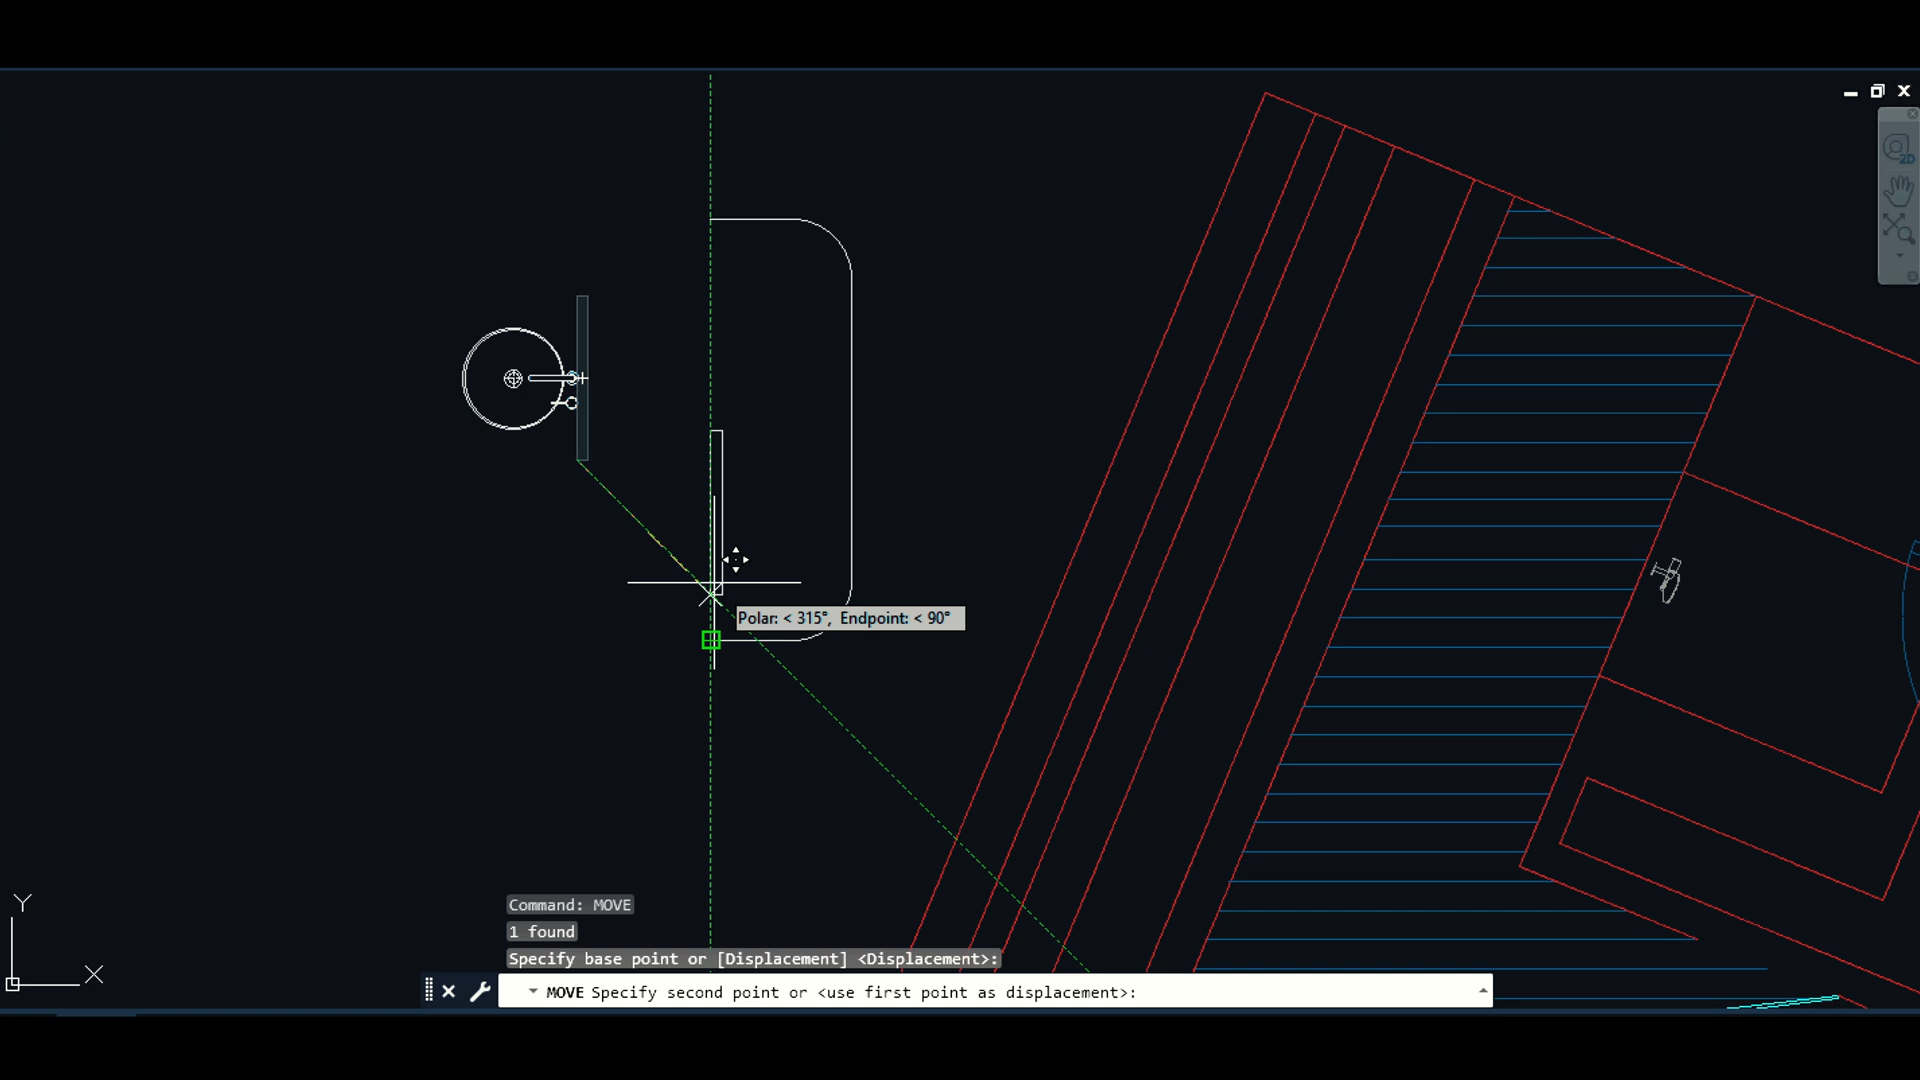 2D
Polar: < 315°, Endpoint: < 90°
Y
X
Command: MOVE
1 found
Specify base point or [Displacement] <Displacement>:
MOVE Specify second point or <use first point as displacement>: